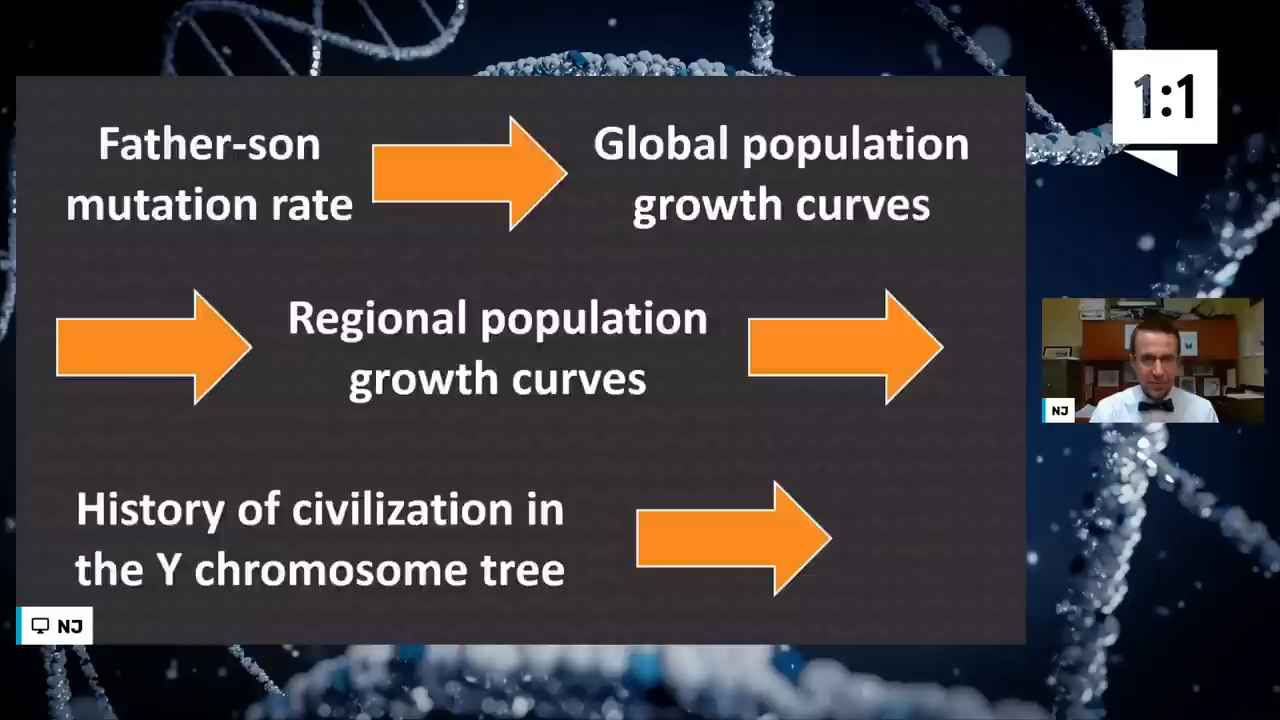 Father-son
mutation rate
Global population
growth curves
Regional population
growth curves
History of civilization in
the Y chromosome tree
NJ
1:1
NJ